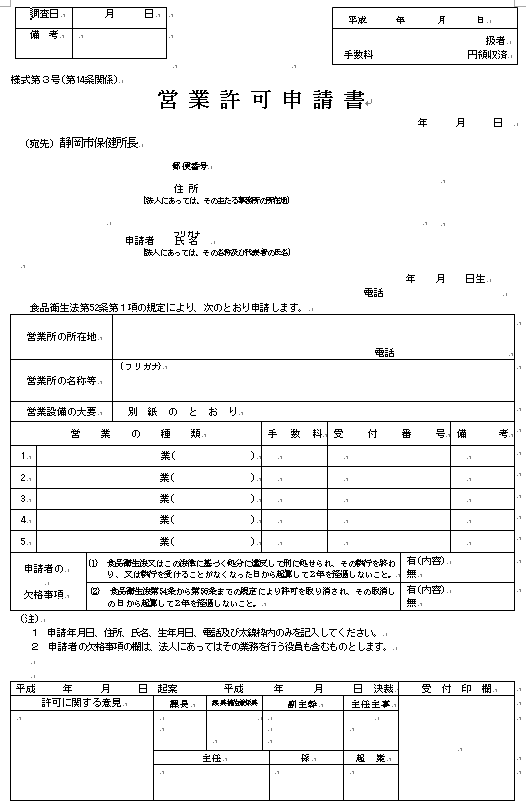 調査日 月 日
備 考
平成 年 月 日
扱者
手数料 円領収済
様式第３号(第14条関係)
営業許可申請書
年 月 日
(宛先) 静岡市保健所長
郵便番号
住 所
(法人にあっては、その主たる事務所の所在地)
フリガナ
申請者 氏 名
(法人にあっては、その名称及び代表者の氏名)
年 月 日生
電話
食品衛生法第52条第１項の規定により、次のとおり申請します。
営業所の所在地
電話
営業所の名称等 (フリガナ)
営業設備の大要 別 紙 の と お り
営 業 の 種 類 手 数 料 受 付 番 号 備 考
1. 業( )
2. 業( )
3. 業( )
4. 業( )
5. 業( )
申請者の
欠格事項
(1) 食品衛生法又はこの法律に基づく処分に違反して刑に処せられ、その執行を終わ
り、又は執行を受けることがなくなった日から起算して２年を経過しないこと。
有(内容)
無
(2) 食品衛生法第54条から第56条までの規定により許可を取り消され、その取消し
の日から起算して２年を経過しないこと。
有(内容)
無
(注)
１ 申請年月日、住所、氏名、生年月日、電話及び太線枠内のみを記入してください。
２ 申請者の欠格事項の欄は、法人にあってはその業務を行う役員も含むものとします。
平成 年 月 日 起案 平成 年 月 日 決裁 受 付 印 欄
許可に関する意見 課長 副主幹 主任主事
主任 係 起 案